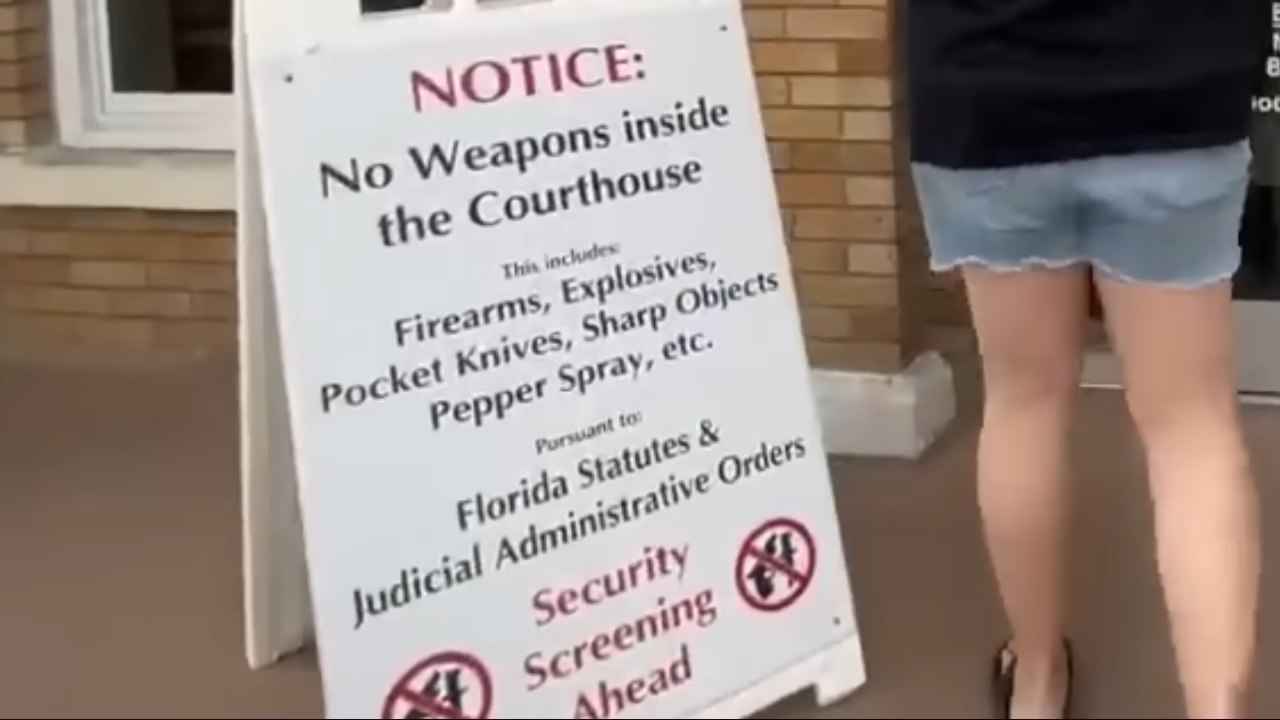 NOTICE:
No Weapons inside
the Courthouse
This includes:
Firearms, Explosives,
Pocket Knives, Sharp Objects
Pepper Spray, etc.
Pursuant to:
Florida Statutes &
Judicial Administrative Orders
Security
Screening
Ahead